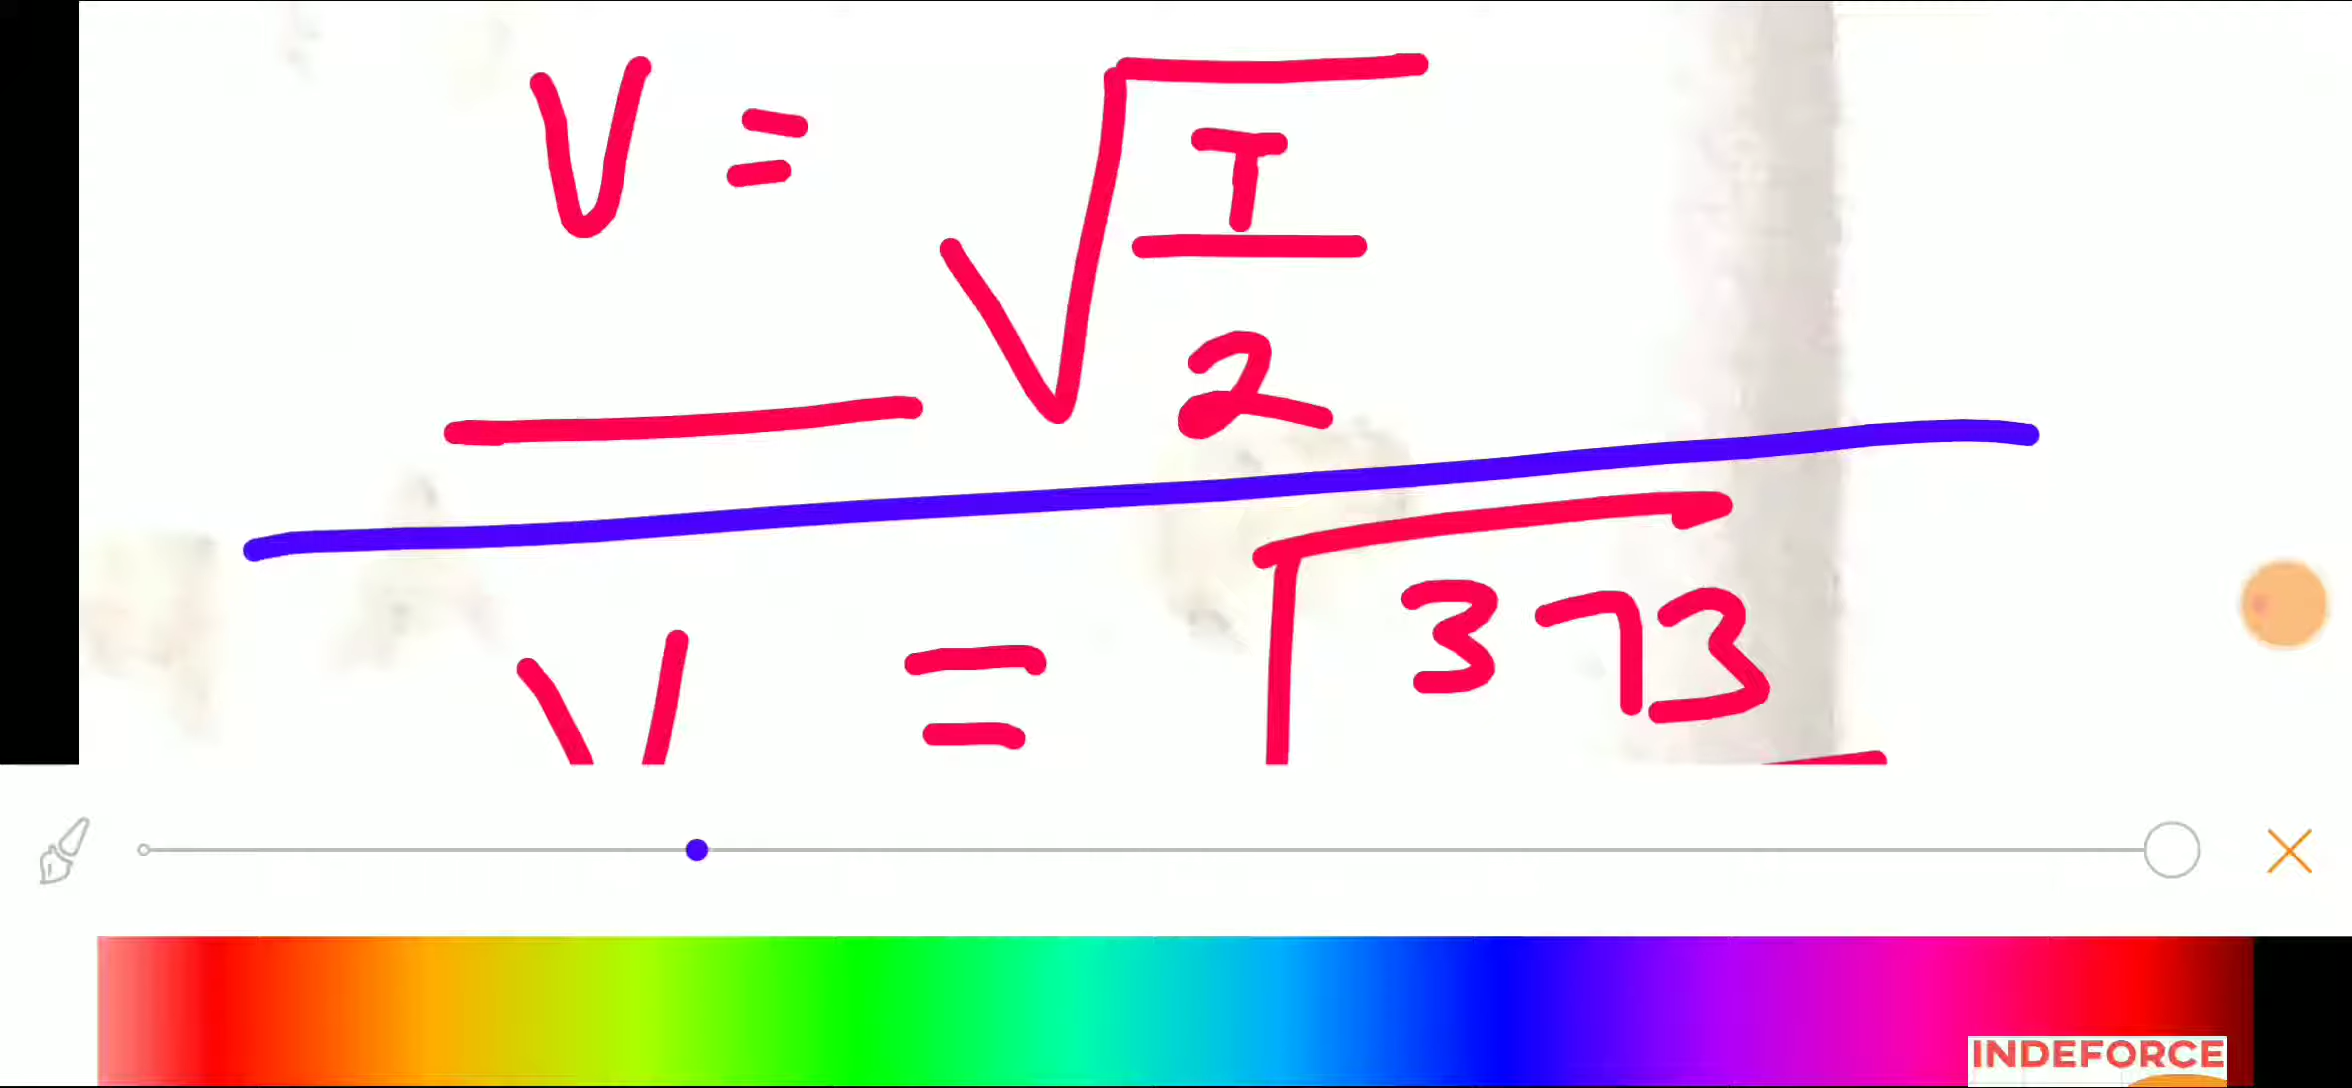 V = √
I
2
V = √373
INDEFORCE